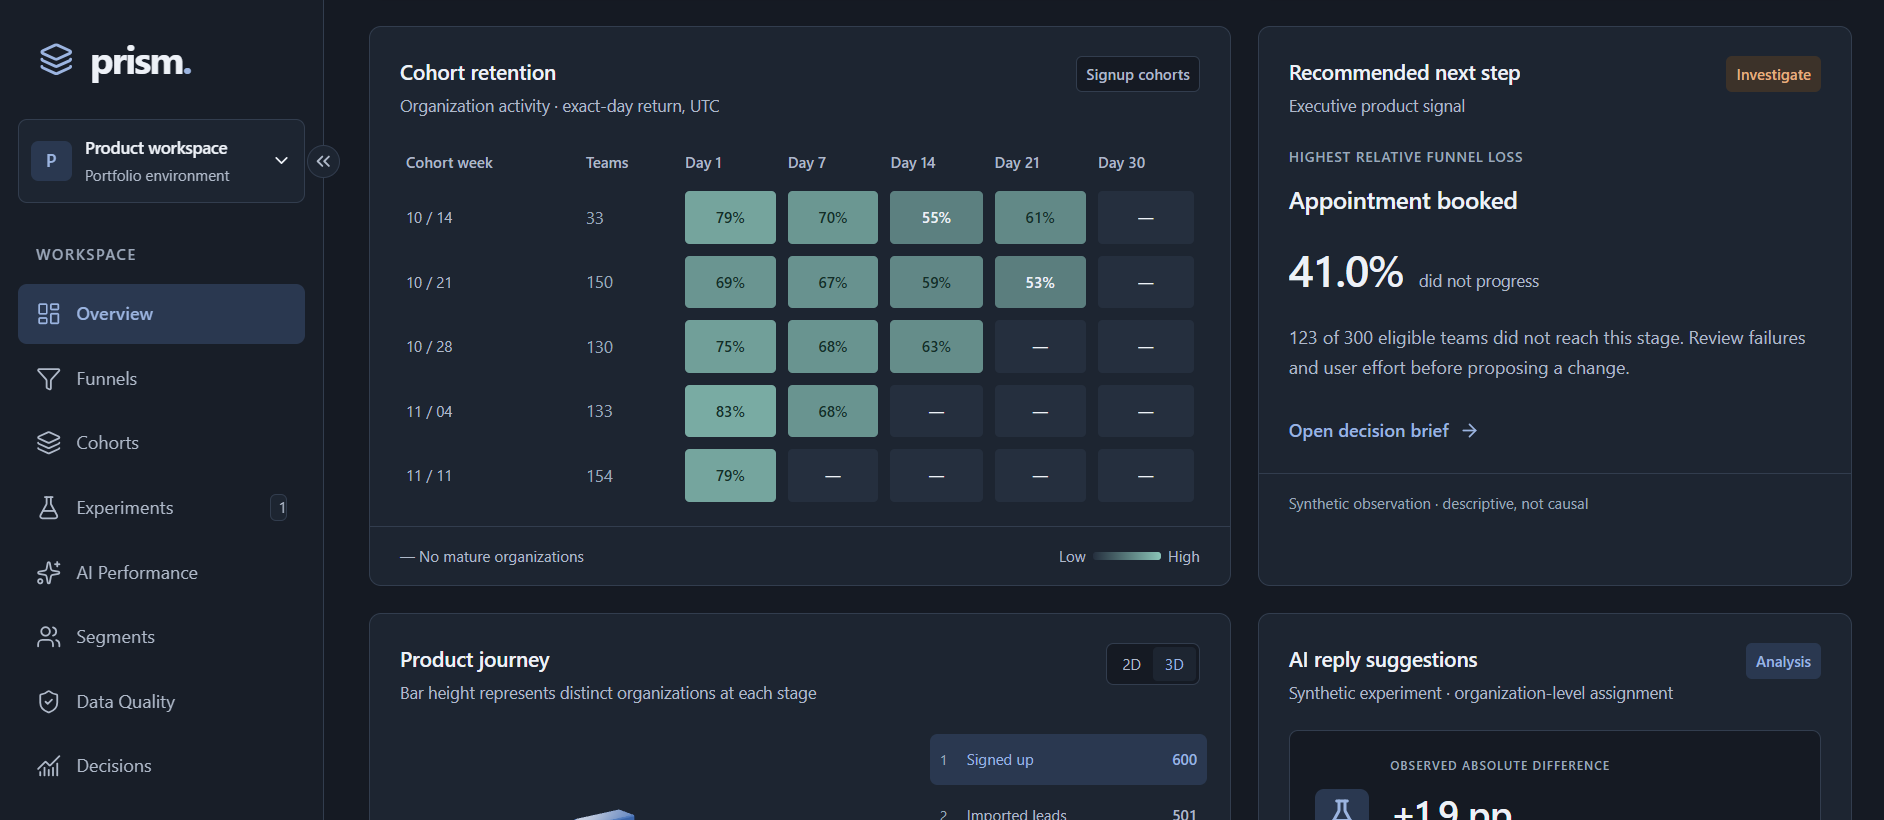 prism.
P
Product workspace
Portfolio environment
WORKSPACE
Overview
Funnels
Cohorts
Experiments 1
AI Performance
Segments
Data Quality
Decisions
Cohort retention
Signup cohorts
Organization activity · exact-day return, UTC
Cohort week Teams Day 1 Day 7 Day 14 Day 21 Day 30
10 / 14 33 79% 70% 55% 61% —
10 / 21 150 69% 67% 59% 53% —
10 / 28 130 75% 68% 63% — —
11 / 04 133 83% 68% — — —
11 / 11 154 79% — — — —
— No mature organizations
Low High
Recommended next step
Investigate
Executive product signal
HIGHEST RELATIVE FUNNEL LOSS
Appointment booked
41.0% did not progress
123 of 300 eligible teams did not reach this stage. Review failures
and user effort before proposing a change.
Open decision brief →
Synthetic observation · descriptive, not causal
Product journey
2D 3D
Bar height represents distinct organizations at each stage
1 Signed up 600
2 Imported leads 501
AI reply suggestions
Analysis
Synthetic experiment · organization-level assignment
OBSERVED ABSOLUTE DIFFERENCE
+1.9 pp